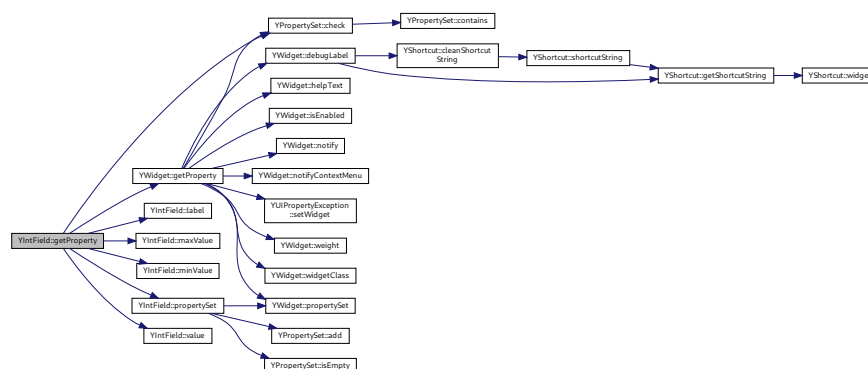 YPropertySet::check
YPropertySet::contains
YWidget::debugLabel
YShortcut::cleanShortcut
String
YShortcut::shortcutString
YShortcut::getShortcutString
YShortcut::widge
YWidget::helpText
YWidget::isEnabled
YWidget::notify
YWidget::getProperty
YWidget::notifyContextMenu
YUIPropertyException
::setWidget
YIntField::label
YIntField::getProperty
YIntField::maxValue
YWidget::weight
YIntField::minValue
YWidget::widgetClass
YIntField::propertySet
YWidget::propertySet
YIntField::value
YPropertySet::add
YPropertySet::isEmpty